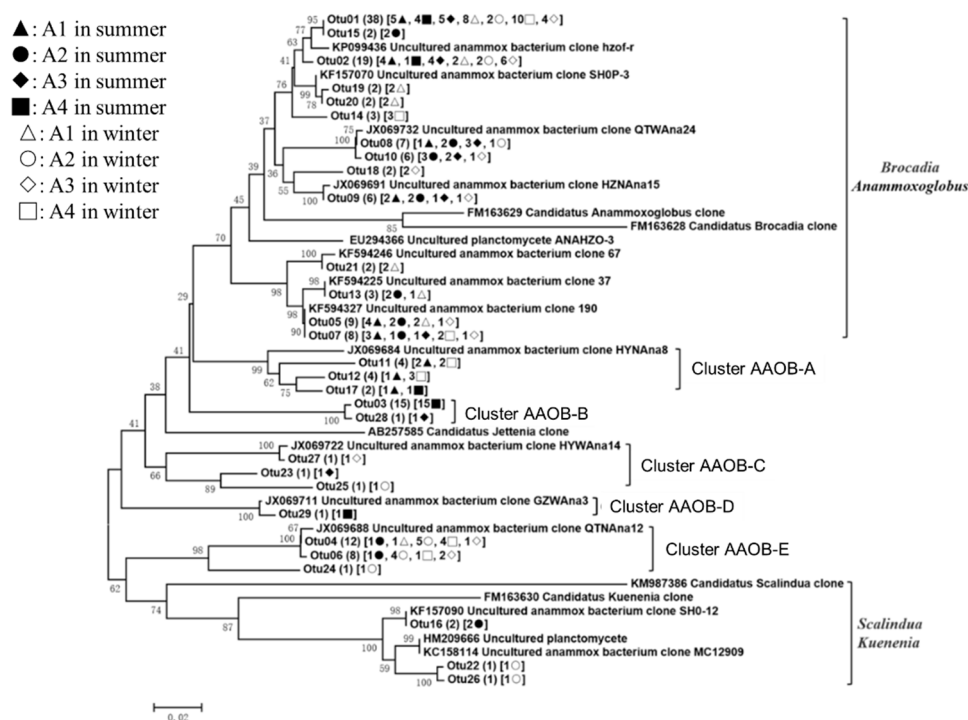 ▲: A1 in summer
●: A2 in summer
◆: A3 in summer
■: A4 in summer
△: A1 in winter
○: A2 in winter
◇: A3 in winter
□: A4 in winter
95 Otu01 (38) [5▲, 4■, 5◆, 8△, 2○, 10□, 4◇]
77 Otu15 (2) [2●]
63 KP099436 Uncultured anammox bacterium clone hzof-r
41 Otu02 (19) [4▲, 1■, 4◆, 2△, 2○, 6◇]
KF157070 Uncultured anammox bacterium clone SH0P-3
76 99 Otu19 (2) [2△]
78 Otu20 (2) [2△]
Otu14 (3) [3□]
37 75 JX069732 Uncultured anammox bacterium clone QTWAna24
100 Otu08 (7) [1▲, 2●, 3◆, 1○]
Otu10 (6) [3●, 2◆, 1◇]
39 36 Otu18 (2) [2◇]
55 JX069691 Uncultured anammox bacterium clone HZNAna15
100 Otu09 (6) [2▲, 2●, 1◆, 1◇]
45 FM163629 Candidatus Anammoxoglobus clone
85 FM163628 Candidatus Brocadia clone
70 EU294366 Uncultured planctomycete ANAHZO-3
100 KF594246 Uncultured anammox bacterium clone 67
Otu21 (2) [2△]
98 98 KF594225 Uncultured anammox bacterium clone 37
Otu13 (3) [2●, 1△]
29 98 KF594327 Uncultured anammox bacterium clone 190
Otu05 (9) [4▲, 2●, 2△, 1◇]
90 Otu07 (8) [3▲, 1●, 1◆, 2□, 1◇]
Brocadia
Anammoxoglobus
41 JX069684 Uncultured anammox bacterium clone HYNAna8
99 Otu11 (4) [2▲, 2□]
62 Otu12 (4) [1▲, 3□]
75 Otu17 (2) [1▲, 1■]
Cluster AAOB-A
38 Otu03 (15) [15■]
100 Otu28 (1) [1◆]
Cluster AAOB-B
41 AB257585 Candidatus Jettenia clone
100 JX069722 Uncultured anammox bacterium clone HYWAna14
Otu27 (1) [1◇]
66 Otu23 (1) [1◆]
89 Otu25 (1) [1○]
Cluster AAOB-C
JX069711 Uncultured anammox bacterium clone GZWAna3
100 Otu29 (1) [1■]
Cluster AAOB-D
67 JX069688 Uncultured anammox bacterium clone QTNAna12
100 Otu04 (12) [1●, 1△, 5○, 4□, 1◇]
98 Otu06 (8) [1●, 4○, 1□, 2◇]
Otu24 (1) [1○]
Cluster AAOB-E
62 KM987386 Candidatus Scalindua clone
74 FM163630 Candidatus Kuenenia clone
87 98 KF157090 Uncultured anammox bacterium clone SH0-12
Otu16 (2) [2●]
100 99 HM209666 Uncultured planctomycete
KC158114 Uncultured anammox bacterium clone MC12909
59 Otu22 (1) [1○]
100 Otu26 (1) [1○]
Scalindua
Kuenenia
0.02